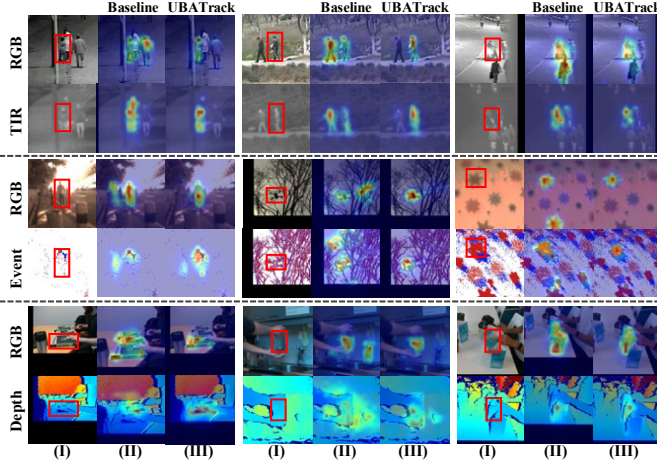 Baseline UBATrack Baseline UBATrack Baseline UBATrack
RGB
TIR
RGB
Event
RGB
Depth
(I) (II) (III) (I) (II) (III) (I) (II) (III)